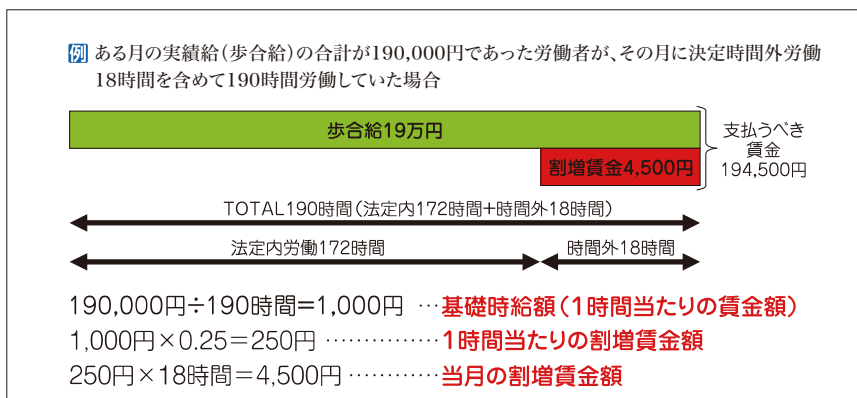 例 ある月の実績給(歩合給)の合計が190,000円であった労働者が、その月に決定時間外労働
18時間を含めて190時間労働していた場合
歩合給19万円
割増賃金4,500円
支払うべき
賃金
194,500円
TOTAL190時間(法定内172時間+時間外18時間)
法定内労働172時間
時間外18時間
190,000円÷190時間=1,000円 …基礎時給額(1時間当たりの賃金額)
1,000円×0.25=250円 ……………1時間当たりの割増賃金額
250円×18時間=4,500円 …………当月の割増賃金額